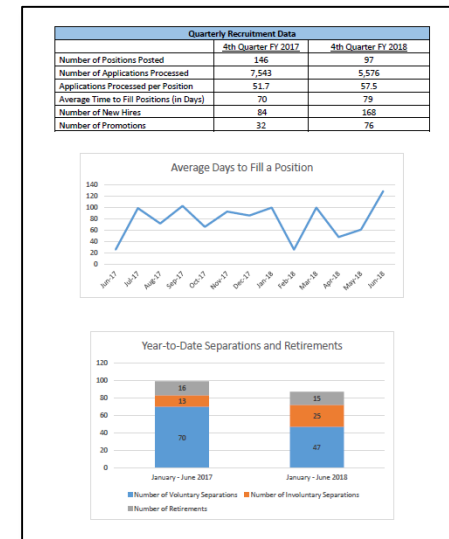 Quarterly Recruitment Data
4th Quarter FY 2017 4th Quarter FY 2018
Number of Positions Posted 146 97
Number of Applications Processed 7,543 5,576
Applications Processed per Position 51.7 57.5
Average Time to Fill Positions (in Days) 70 79
Number of New Hires 84 168
Number of Promotions 32 76
Average Days to Fill a Position
140
120
100
80
60
40
20
0
Jun-17 Jul-17 Aug-17 Sep-17 Oct-17 Nov-17 Dec-17 Jan-18 Feb-18 Mar-18 Apr-18 May-18 Jun-18
Year-to-Date Separations and Retirements
120
100
80
60
40
20
0
16 15
13 25
70 47
January - June 2017 January - June 2018
Number of Voluntary Separations Number of Involuntary Separations
Number of Retirements